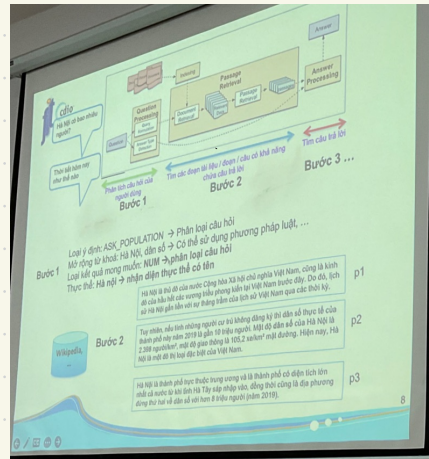 Answer
Indexing
Passage
Retrieval
Answer
Processing
Question
Processing
Document
Retrieval
Passage
Retrieval
Question
cdio
Hà Nội có bao nhiêu
người?
Thời tiết hôm nay
như thế nào
Phân tích câu hỏi của
người dùng
Bước 1
Tìm các đoạn tài liệu / đoạn / câu có khả năng
chứa câu trả lời
Bước 2
Tìm câu trả lời
Bước 3 ...
Bước 1
Loại ý định: ASK_POPULATION → Phân loại câu hỏi
Mở rộng từ khoá: Hà Nội, dân số → Có thể sử dụng phương pháp luật, ...
Loại kết quả mong muốn: NUM → phân loại câu hỏi
Thực thể: Hà nội → nhận diện thực thể có tên
Bước 2
Wikipedia,
...
Hà Nội là thủ đô của nước Cộng hòa Xã hội chủ nghĩa Việt Nam, cũng là kinh
đô của hầu hết các vương triều phong kiến tại Việt Nam trước đây. Do đó, lịch
sử Hà Nội gắn liền với sự thăng trầm của lịch sử Việt Nam qua các thời kỳ.
p1
Tuy nhiên, nếu tính những người cư trú không đăng ký thì dân số thực tế của
thành phố này năm 2019 là gần 10 triệu người. Mật độ dân số của Hà Nội là
2.398 người/km², mật độ giao thông là 105,2 xe/km² mặt đường. Hiện nay, Hà
Nội là một đô thị loại đặc biệt của Việt Nam.
p2
Hà Nội là thành phố trực thuộc trung ương và là thành phố có diện tích lớn
nhất cả nước từ khi tỉnh Hà Tây sáp nhập vào, đồng thời cũng là địa phương
đứng thứ hai về dân số với hơn 8 triệu người (năm 2019).
p3
8